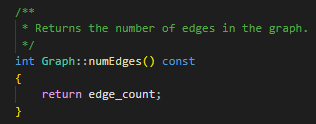 /**
 * Returns the number of edges in the graph.
 */
int Graph::numEdges() const
{
    return edge_count;
}